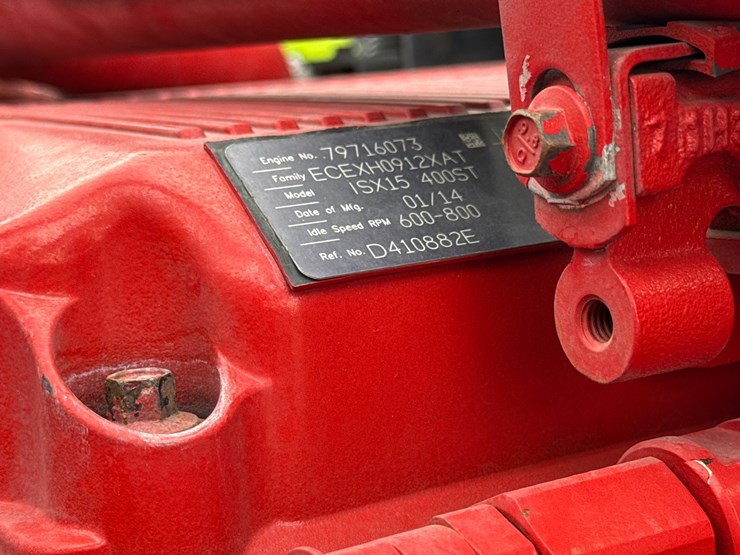 Engine No. 79716073
Family ECEXH0912XAT
Model ISX15 400ST
Date of Mfg. 01/14
Idle Speed RPM 600-800
Ref. No. D410882E